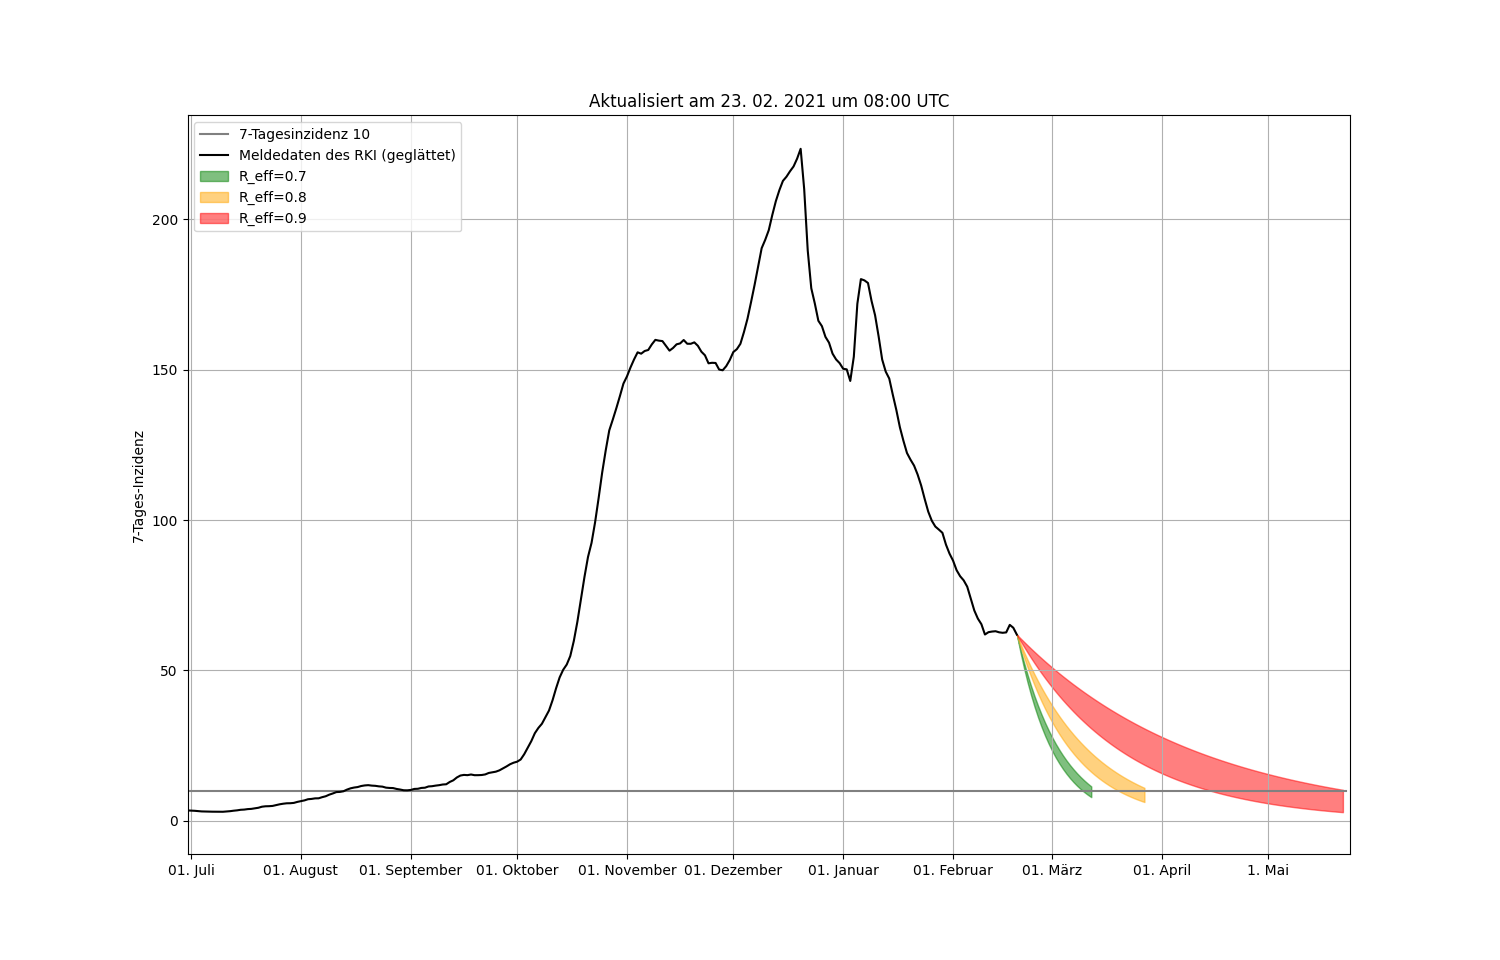 Aktualisiert am 23. 02. 2021 um 08:00 UTC
7-Tagesinzidenz 10
Meldedaten des RKI (geglättet)
R_eff=0.7
R_eff=0.8
R_eff=0.9
7-Tages-Inzidenz
200
150
100
50
0
01. Juli 01. August 01. September 01. Oktober 01. November 01. Dezember 01. Januar 01. Februar 01. März 01. April 1. Mai